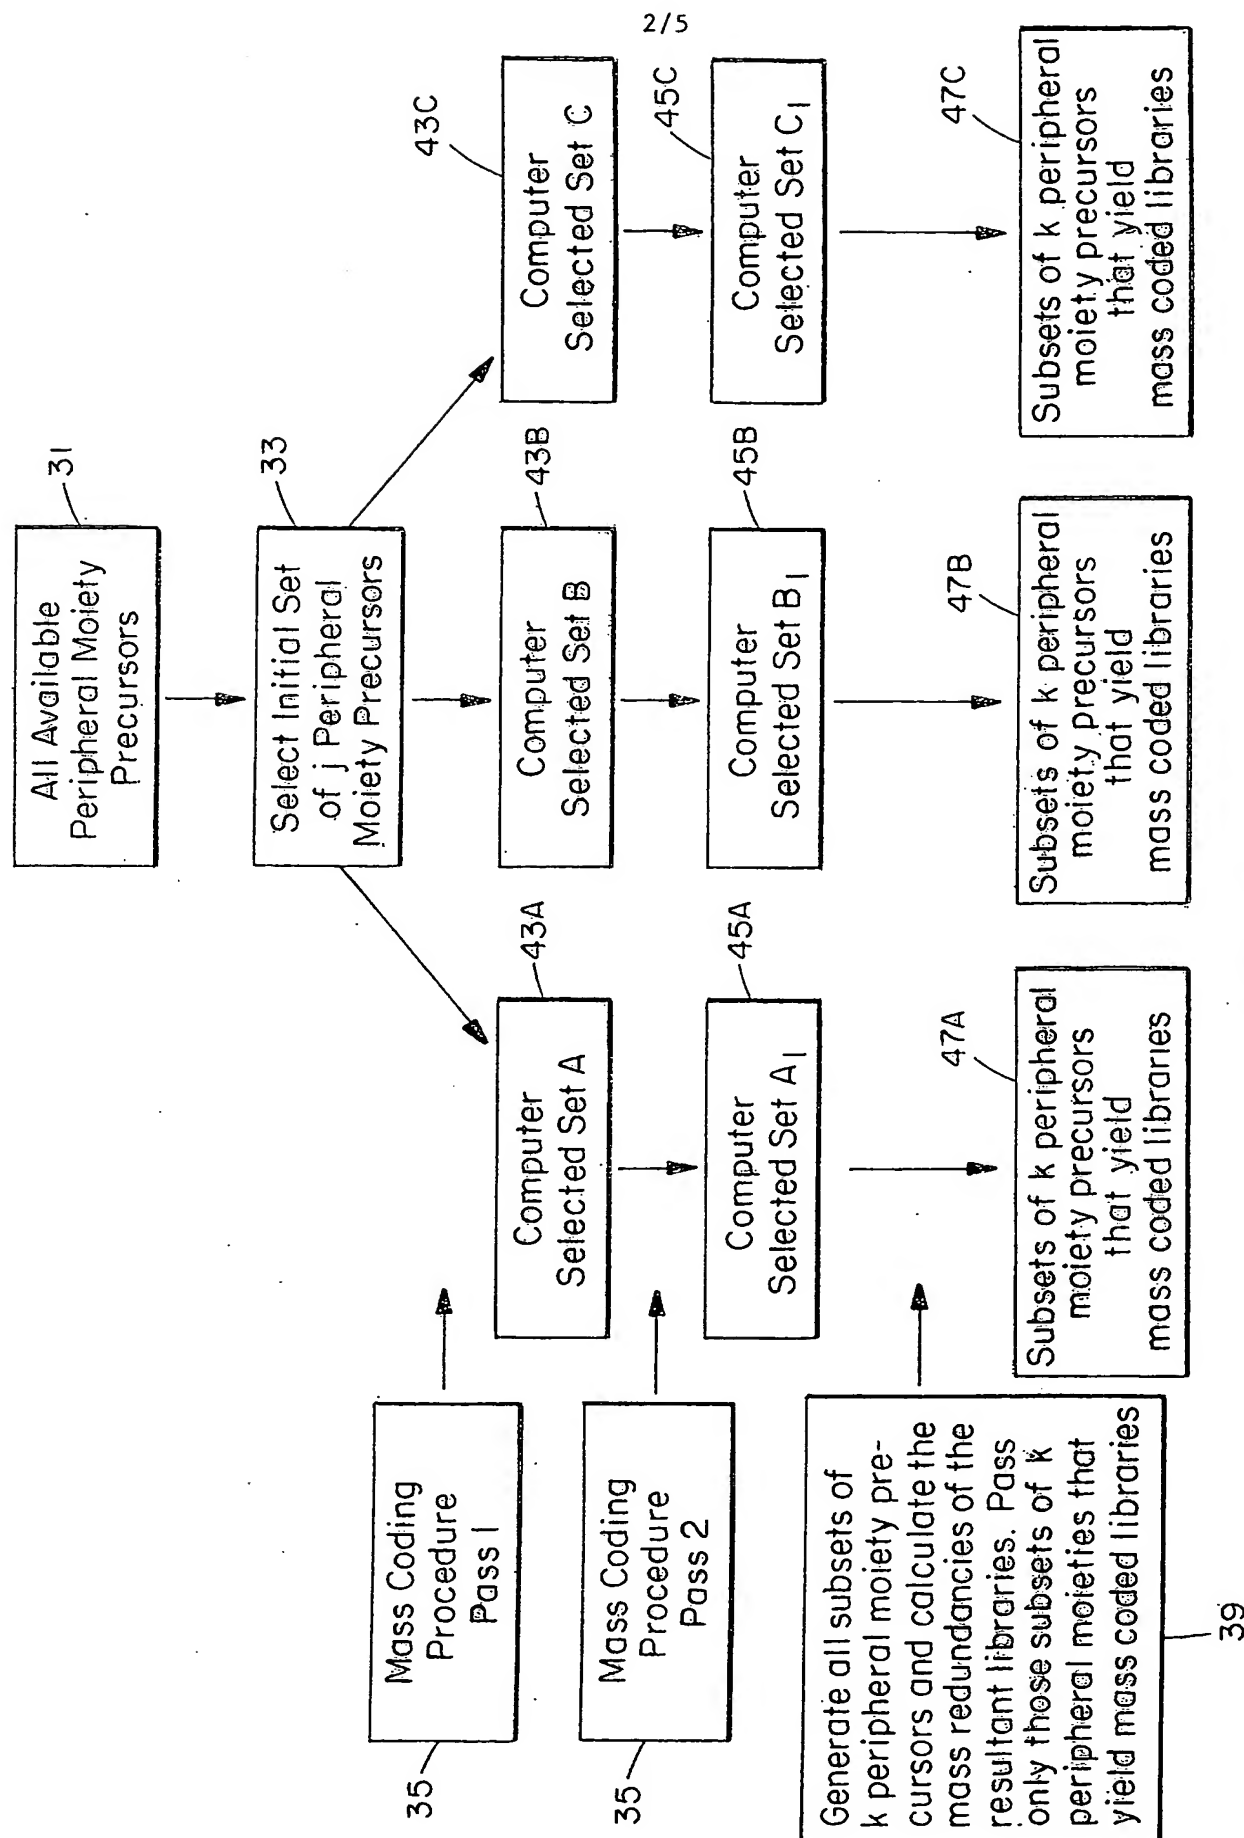 2/5
All Available
Peripheral Moiety
Precursors
31
Select Initial Set
of j Peripheral
Moiety Precursors
33
Mass Coding
Procedure
Pass 1
35
Computer
Selected Set A
43A
Computer
Selected Set B
43B
Computer
Selected Set C
43C
Mass Coding
Procedure
Pass 2
35
Computer
Selected Set A1
45A
Computer
Selected Set B1
45B
Computer
Selected Set C1
45C
Generate all subsets of
k peripheral moiety pre-
cursors and calculate the
mass redundancies of the
resultant libraries. Pass
only those subsets of k
peripheral moieties that
yield mass coded libraries
39
Subsets of k peripheral
moiety precursors
that yield
mass coded libraries
47A
Subsets of k peripheral
moiety precursors
that yield
mass coded libraries
47B
Subsets of k peripheral
moiety precursors
that yield
mass coded libraries
47C